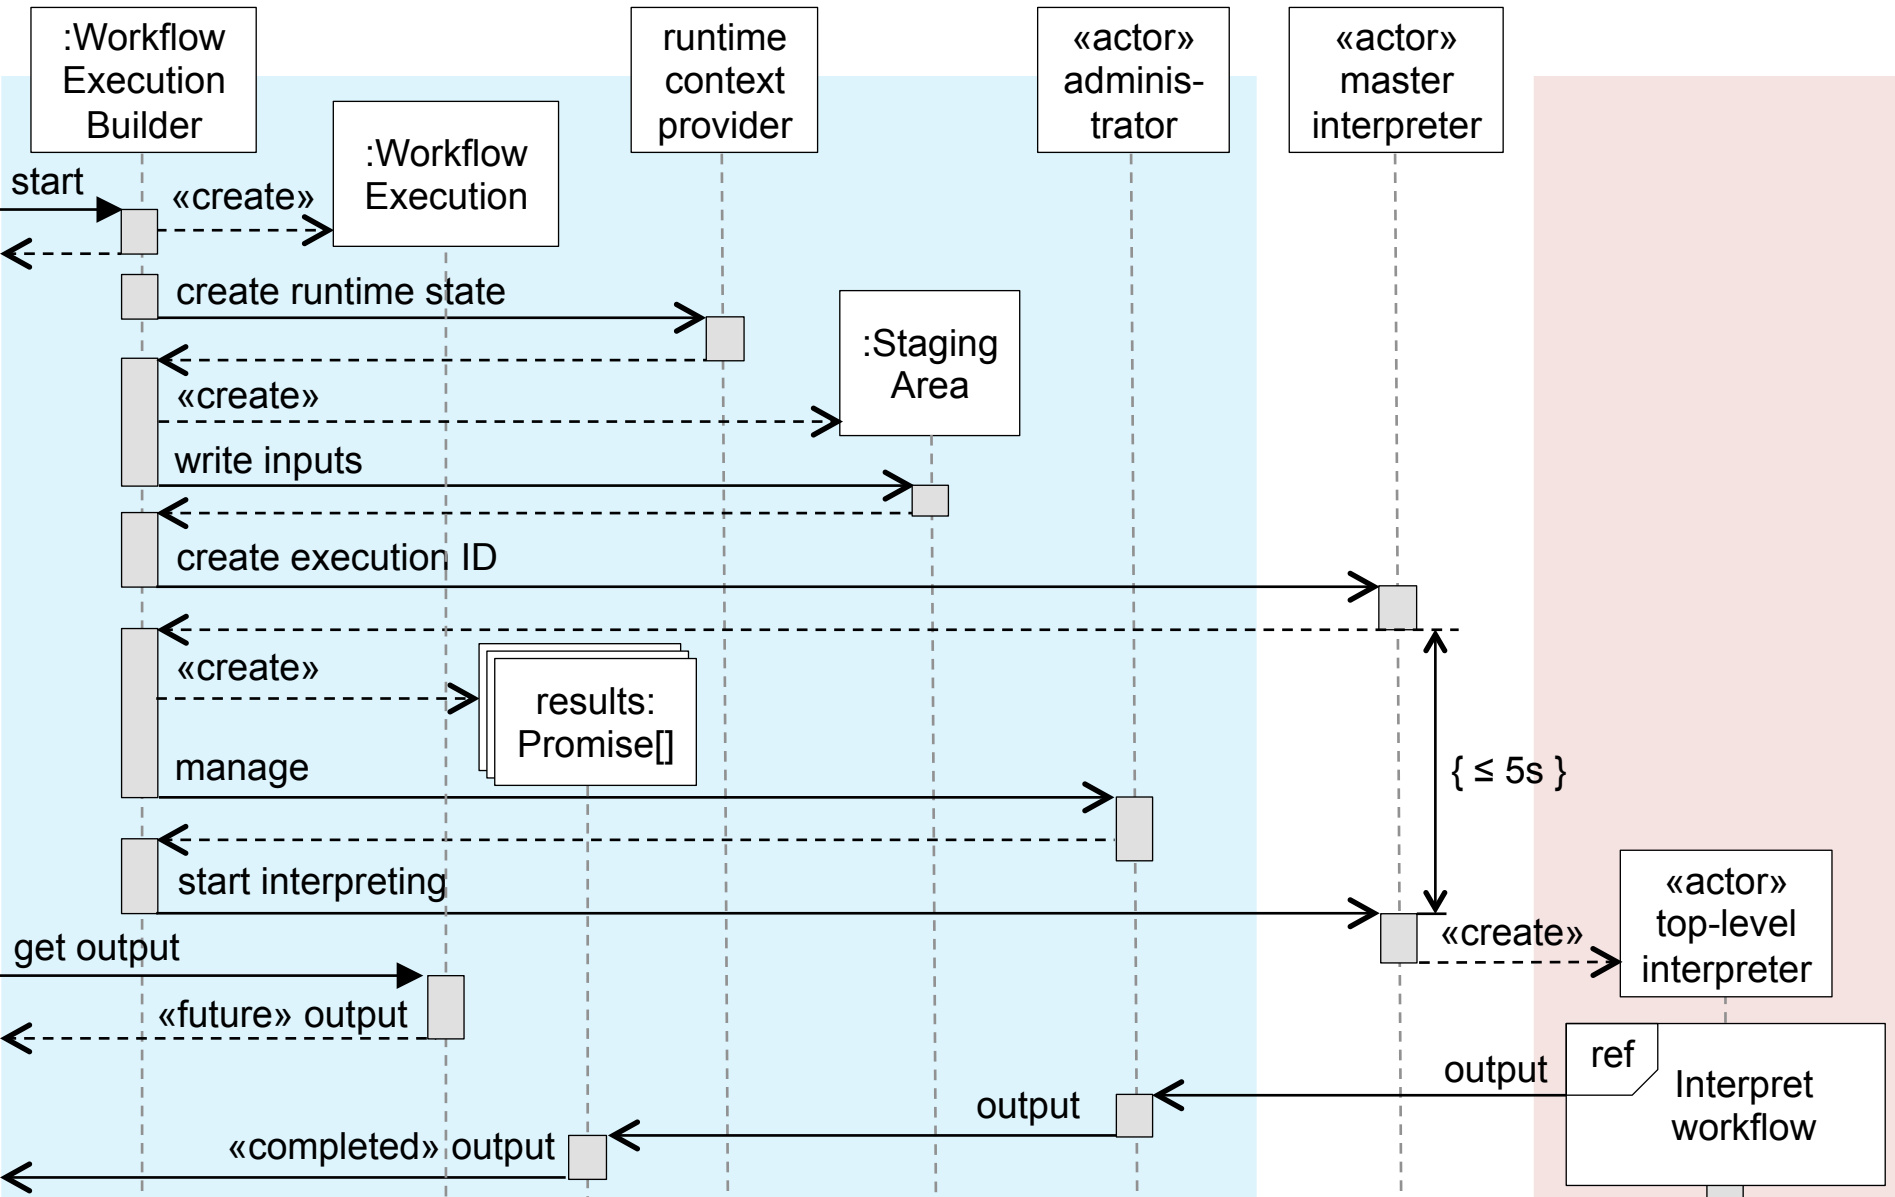 :Workflow
Execution
Builder
:Workflow
Execution
runtime
context
provider
«actor»
adminis-
trator
«actor»
master
interpreter
start
«create»
create runtime state
:Staging
Area
«create»
write inputs
create execution ID
«create»
results:
Promise[]
manage
{ ≤ 5s }
start interpreting
«actor»
top-level
interpreter
«create»
get output
«future» output
ref
Interpret
workflow
output
output
«completed» output